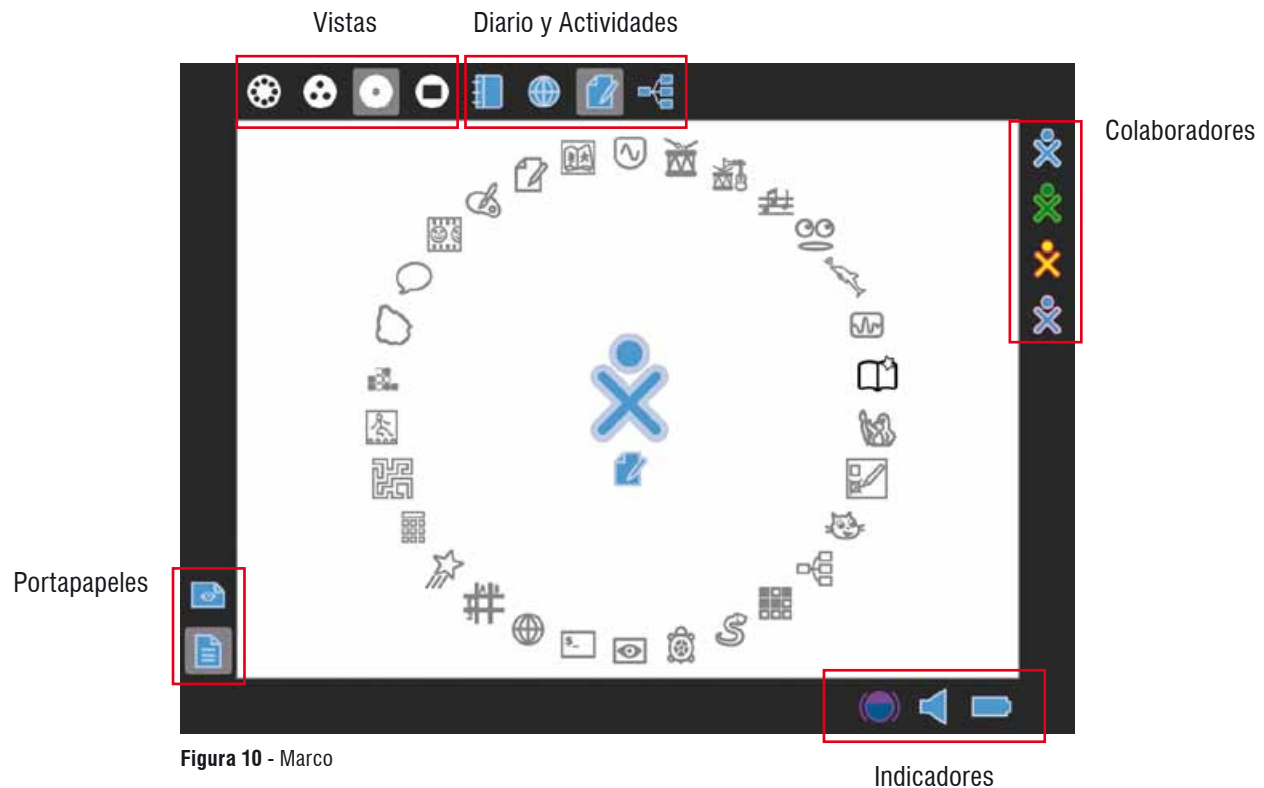 Vistas
Diario y Actividades
Colaboradores
Portapapeles
$_
Figura 10 - Marco
Indicadores